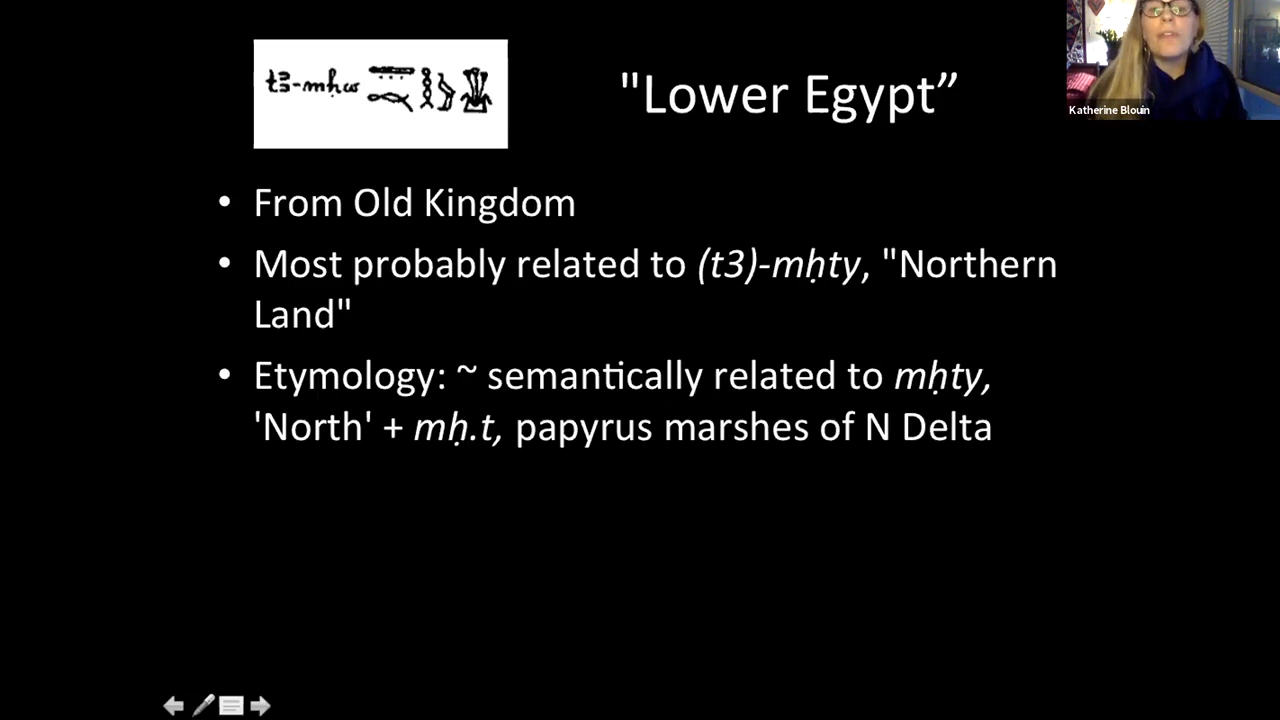 t3-mḥw
"Lower Egypt”
Katherine Blouin
• From Old Kingdom
• Most probably related to (t3)-mḥty, "Northern
Land"
• Etymology: ~ semantically related to mḥty,
'North' + mḥ.t, papyrus marshes of N Delta